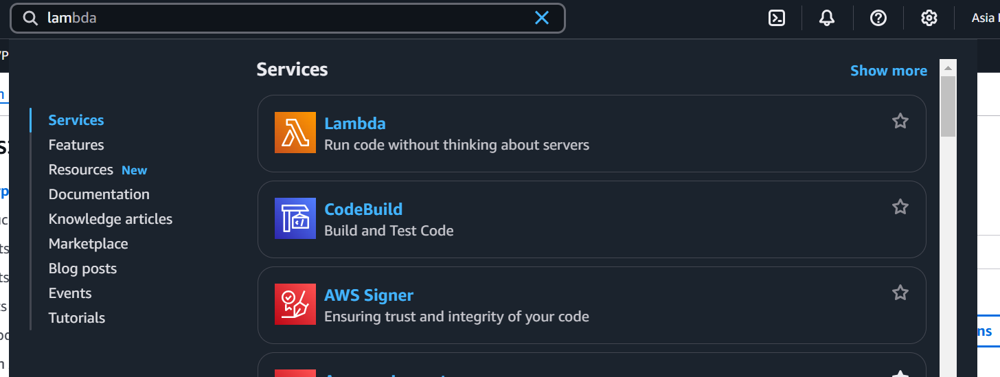 lambda
Asia
Services
Show more
Services
Features
Resources New
Documentation
Knowledge articles
Marketplace
Blog posts
Events
Tutorials
Lambda
Run code without thinking about servers
CodeBuild
Build and Test Code
AWS Signer
Ensuring trust and integrity of your code